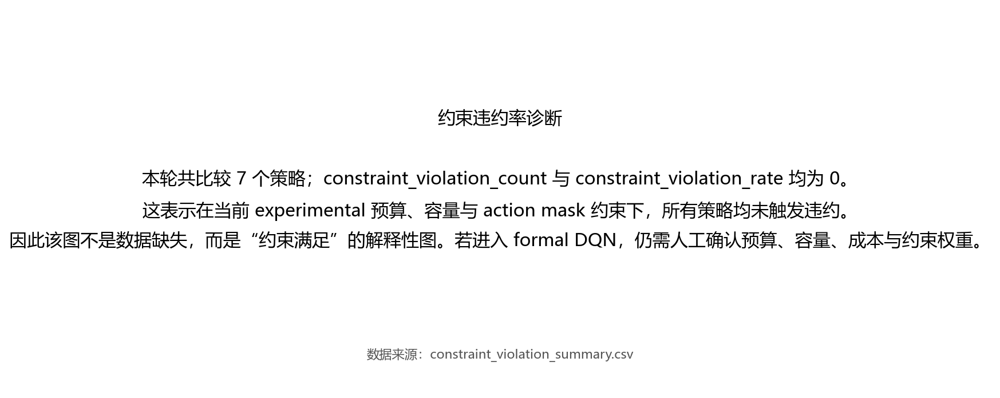 约束违约率诊断
本轮共比较 7 个策略；constraint_violation_count 与 constraint_violation_rate 均为 0。
这表示在当前 experimental 预算、容量与 action mask 约束下，所有策略均未触发违约。
因此该图不是数据缺失，而是“约束满足”的解释性图。若进入 formal DQN，仍需人工确认预算、容量、成本与约束权重。
数据来源：constraint_violation_summary.csv